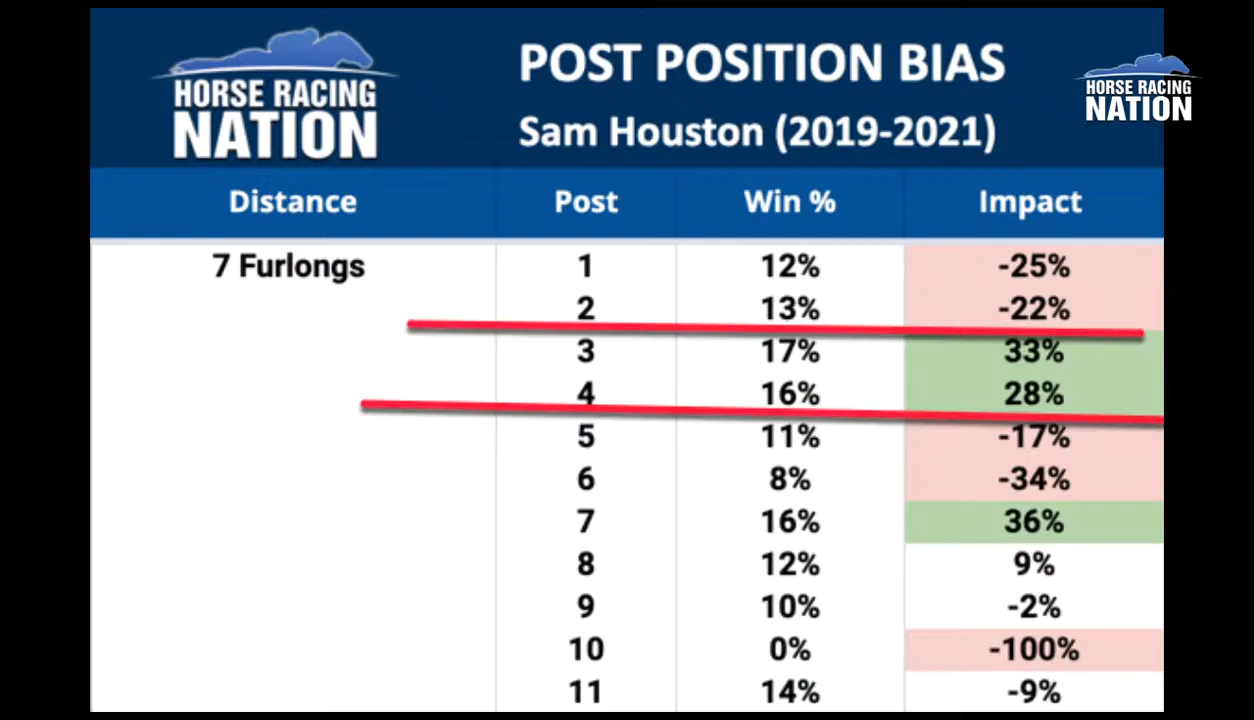 HORSE RACING
NATION
POST POSITION BIAS
Sam Houston (2019-2021)
HORSE RACING
NATION
Distance Post Win % Impact
7 Furlongs 1 12% -25%
2 13% -22%
3 17% 33%
4 16% 28%
5 11% -17%
6 8% -34%
7 16% 36%
8 12% 9%
9 10% -2%
10 0% -100%
11 14% -9%